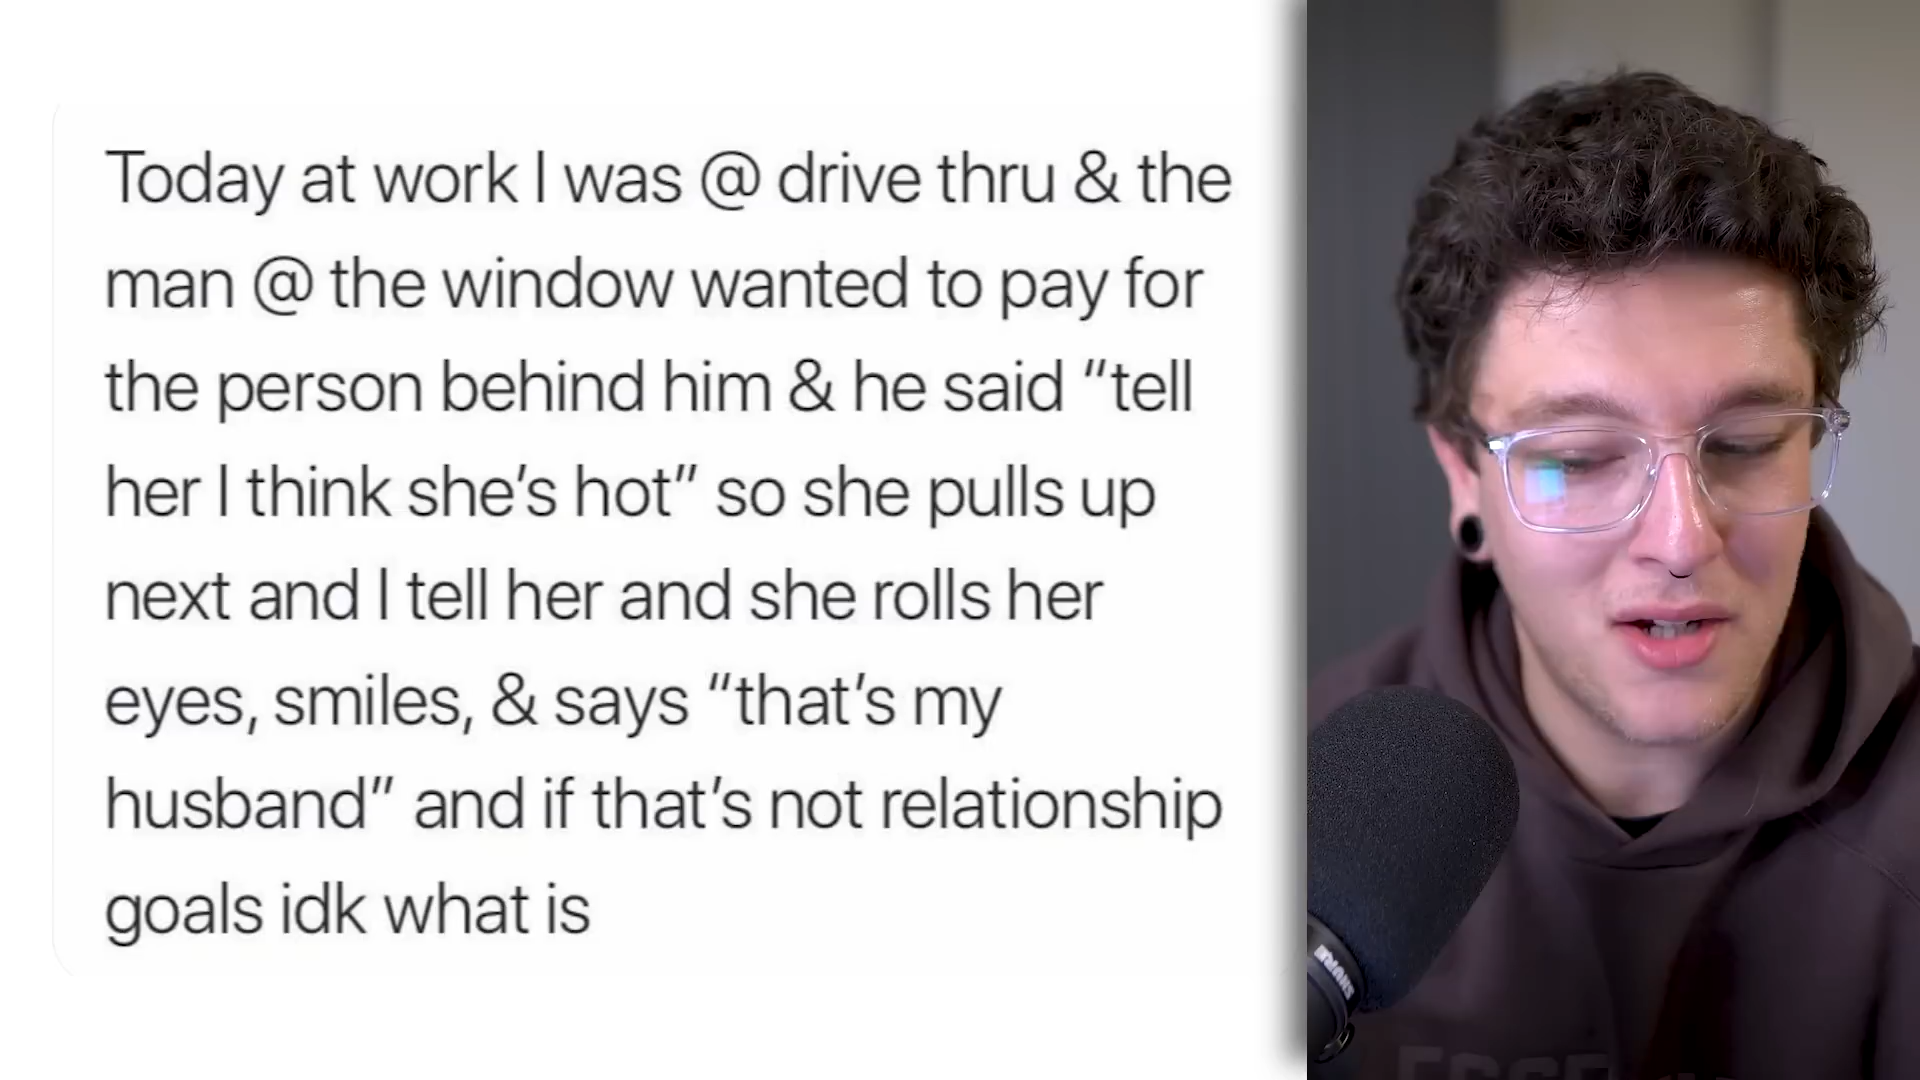 Today at work I was @ drive thru & the
man @ the window wanted to pay for
the person behind him & he said “tell
her I think she’s hot” so she pulls up
next and I tell her and she rolls her
eyes, smiles, & says “that’s my
husband” and if that’s not relationship
goals idk what is
SHURE